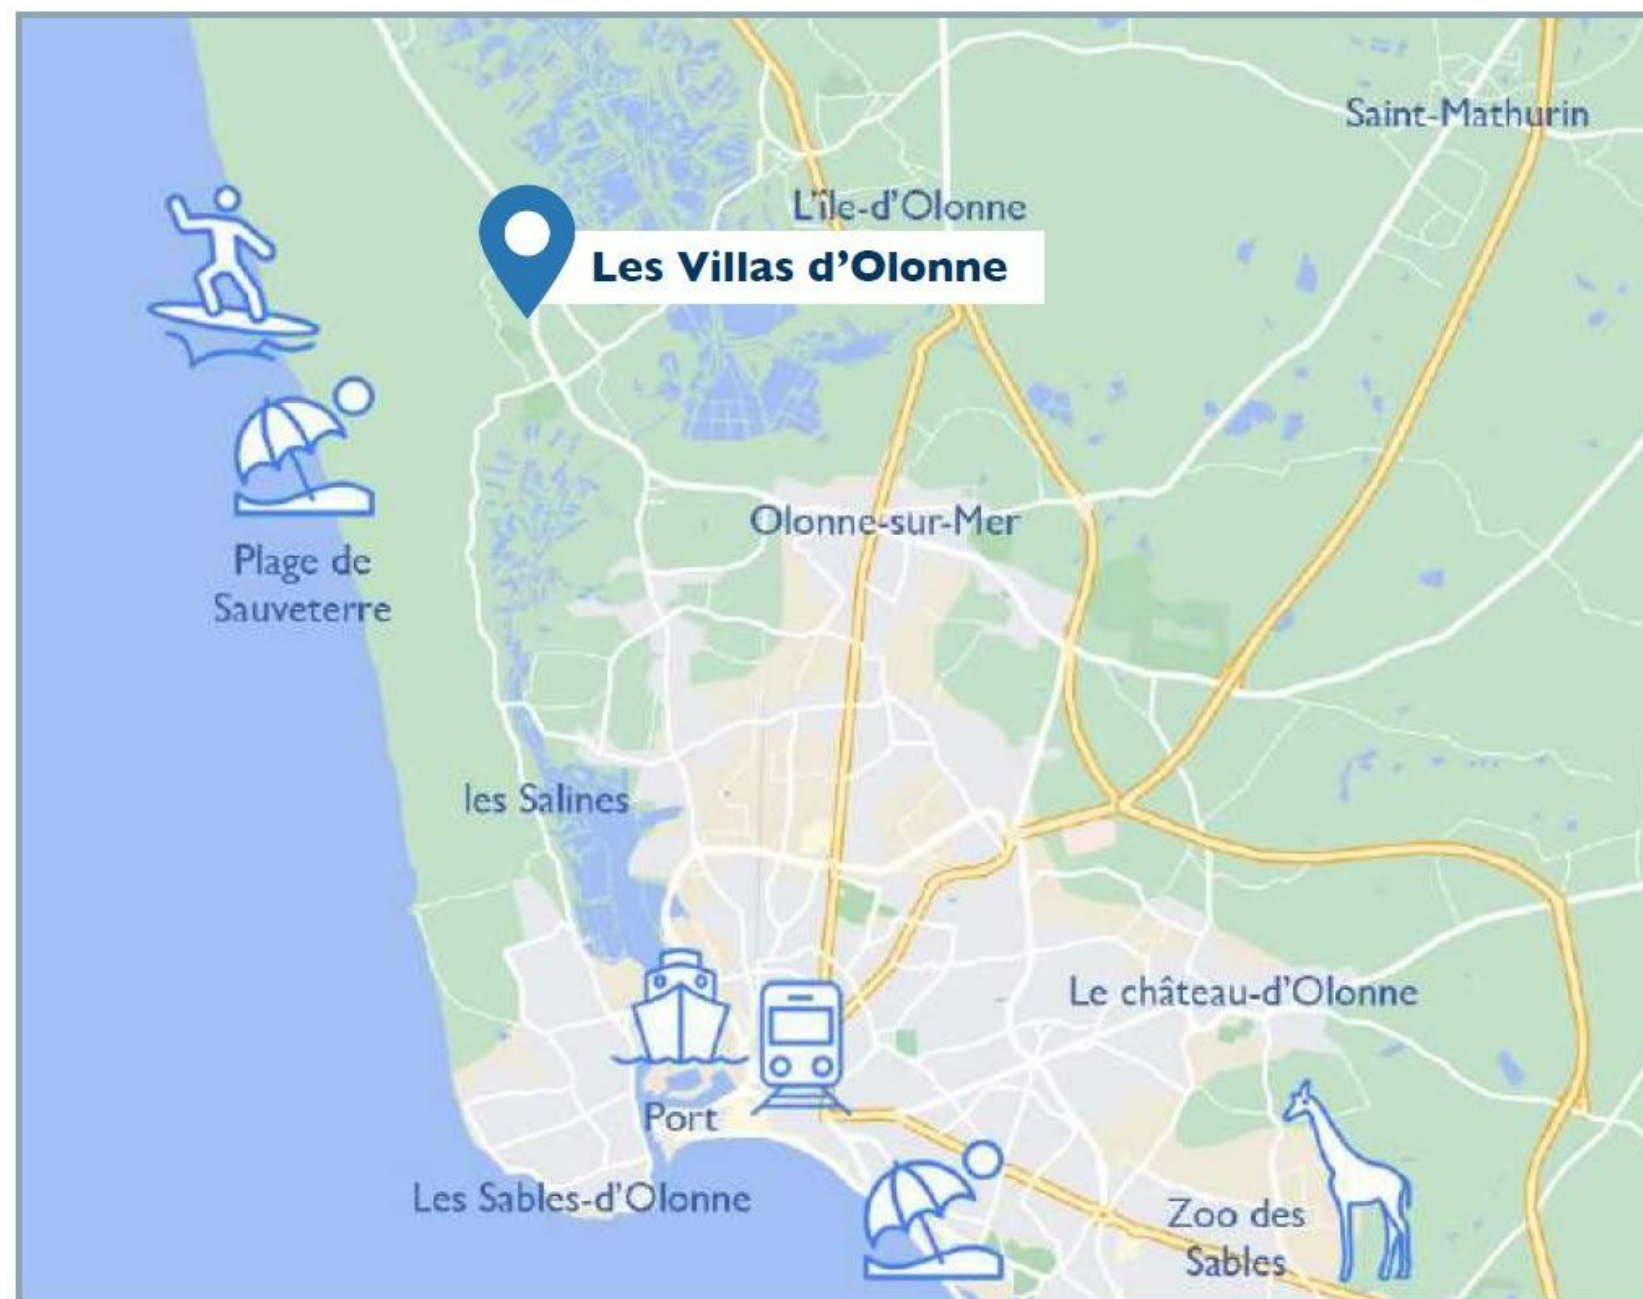 Saint-Mathurin
L'île-d'Olonne
Les Villas d'Olonne
Olonne-sur-Mer
Plage de
Sauveterre
les Salines
Le château-d'Olonne
Port
Les Sables-d'Olonne
Zoo des
Sables